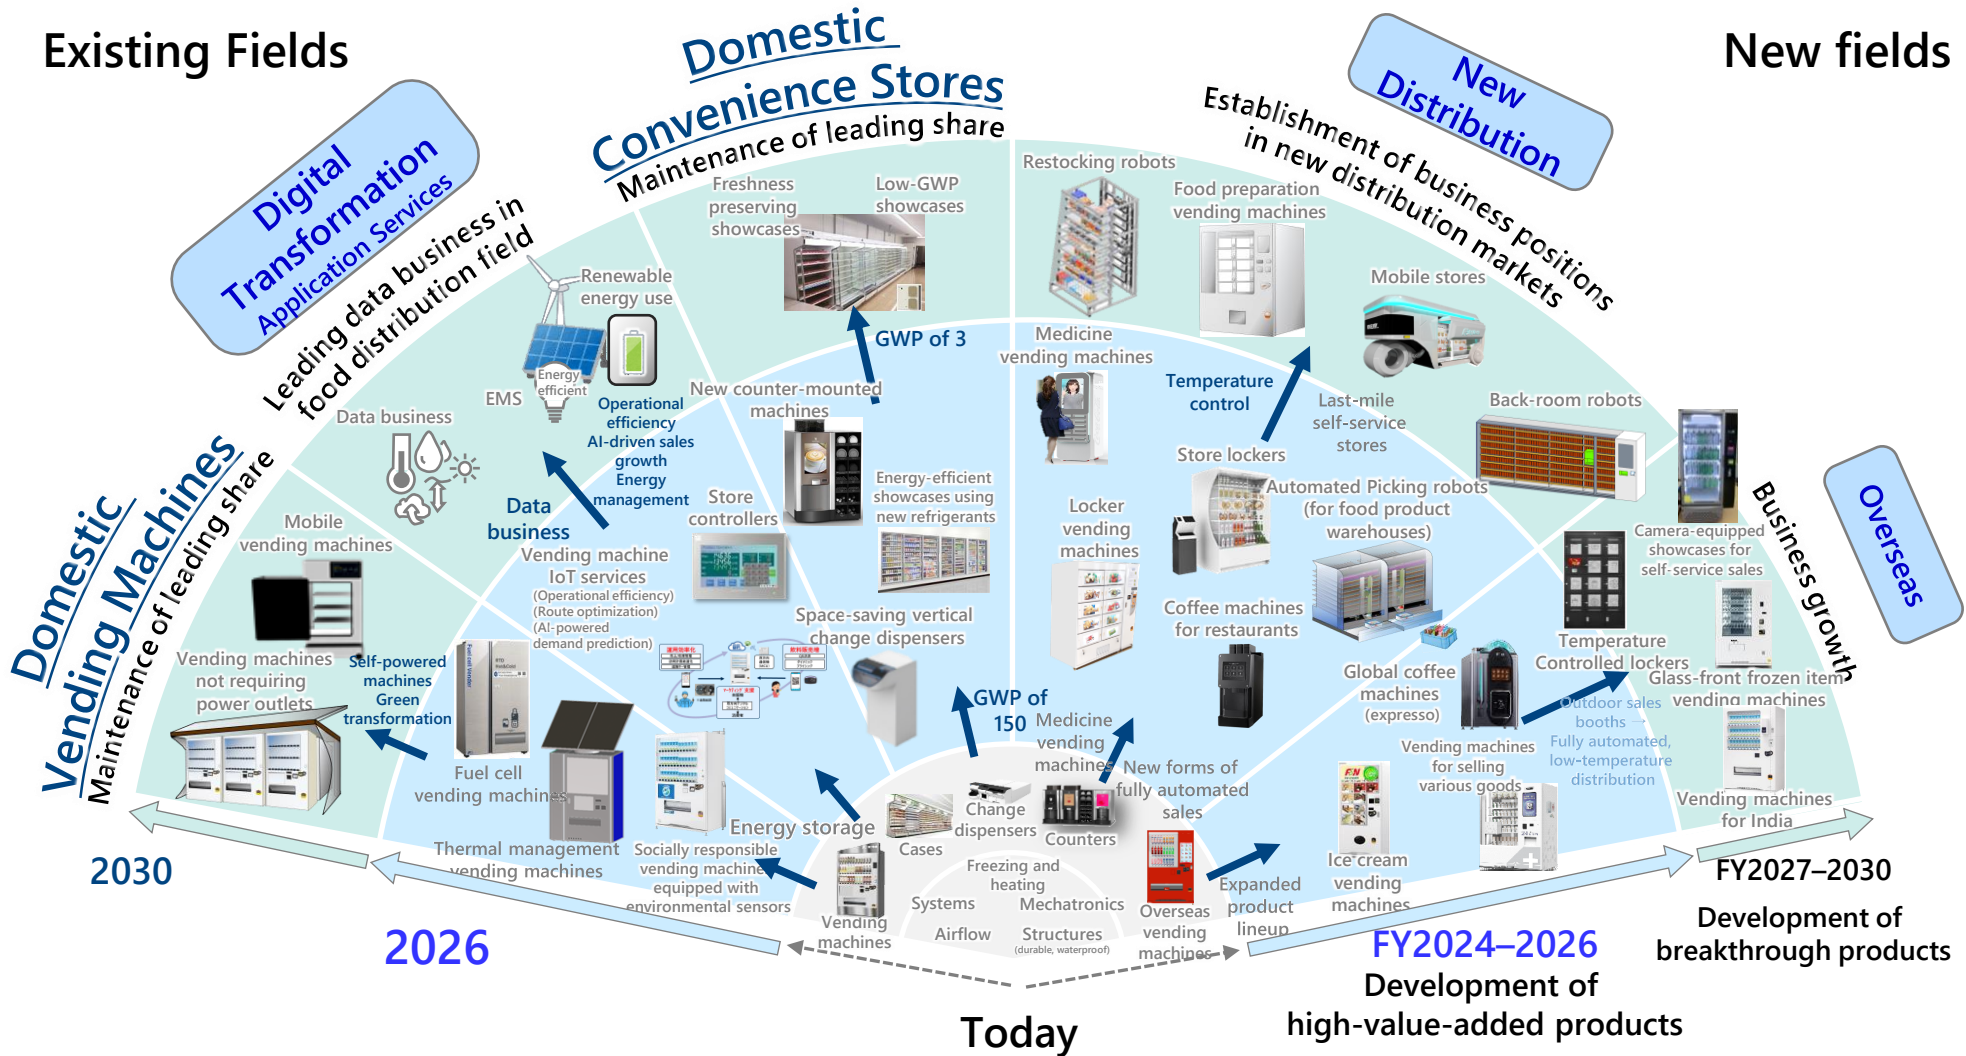 Existing Fields
New fields
Domestic
Convenience Stores
Maintenance of leading share
New
Distribution
Establishment of business positions
in new distribution markets
Digital
Transformation
Application Services
Leading data business in
food distribution field
Domestic
Vending Machines
Maintenance of leading share
Overseas
Business growth
Freshness
preserving
showcases
Low-GWP
showcases
GWP of 3
Restocking robots
Food preparation
vending machines
Mobile stores
Back-room robots
Last-mile
self-service
stores
Temperature
control
Renewable
energy use
Energy
efficient
EMS
Data business
Operational
efficiency
AI-driven sales
growth
Energy
management
Data
business
Mobile
vending machines
Vending machines
not requiring
power outlets
Self-powered
machines
Green
transformation
New counter-mounted
machines
Energy-efficient
showcases using
new refrigerants
Store
controllers
Vending machine
IoT services
(Operational efficiency)
(Route optimization)
(AI-powered
demand prediction)
Space-saving vertical
change dispensers
GWP of
150
Medicine
vending machines
Store lockers
Locker
vending
machines
Automated Picking robots
(for food product
warehouses)
Coffee machines
for restaurants
Global coffee
machines
(expresso)
Temperature
Controlled lockers
Camera-equipped
showcases for
self-service sales
Glass-front frozen item
vending machines
Outdoor sales
booths →
Fully automated,
low-temperature
distribution
Vending machines
for selling
various goods
Vending machines
for India
Fuel cell
vending machines
Thermal management
vending machines
Socially responsible
vending machines
equipped with
environmental sensors
Energy storage
Medicine
vending
machines
New forms of
fully automated
sales
Cases
Change
dispensers
Counters
Freezing and
heating
Systems
Mechatronics
Airflow
Structures
(durable, waterproof)
Vending
machines
Overseas
vending
machines
Expanded
product
lineup
Ice cream
vending
machines
2030
2026
Today
FY2024–2026
Development of
high-value-added products
FY2027–2030
Development of
breakthrough products